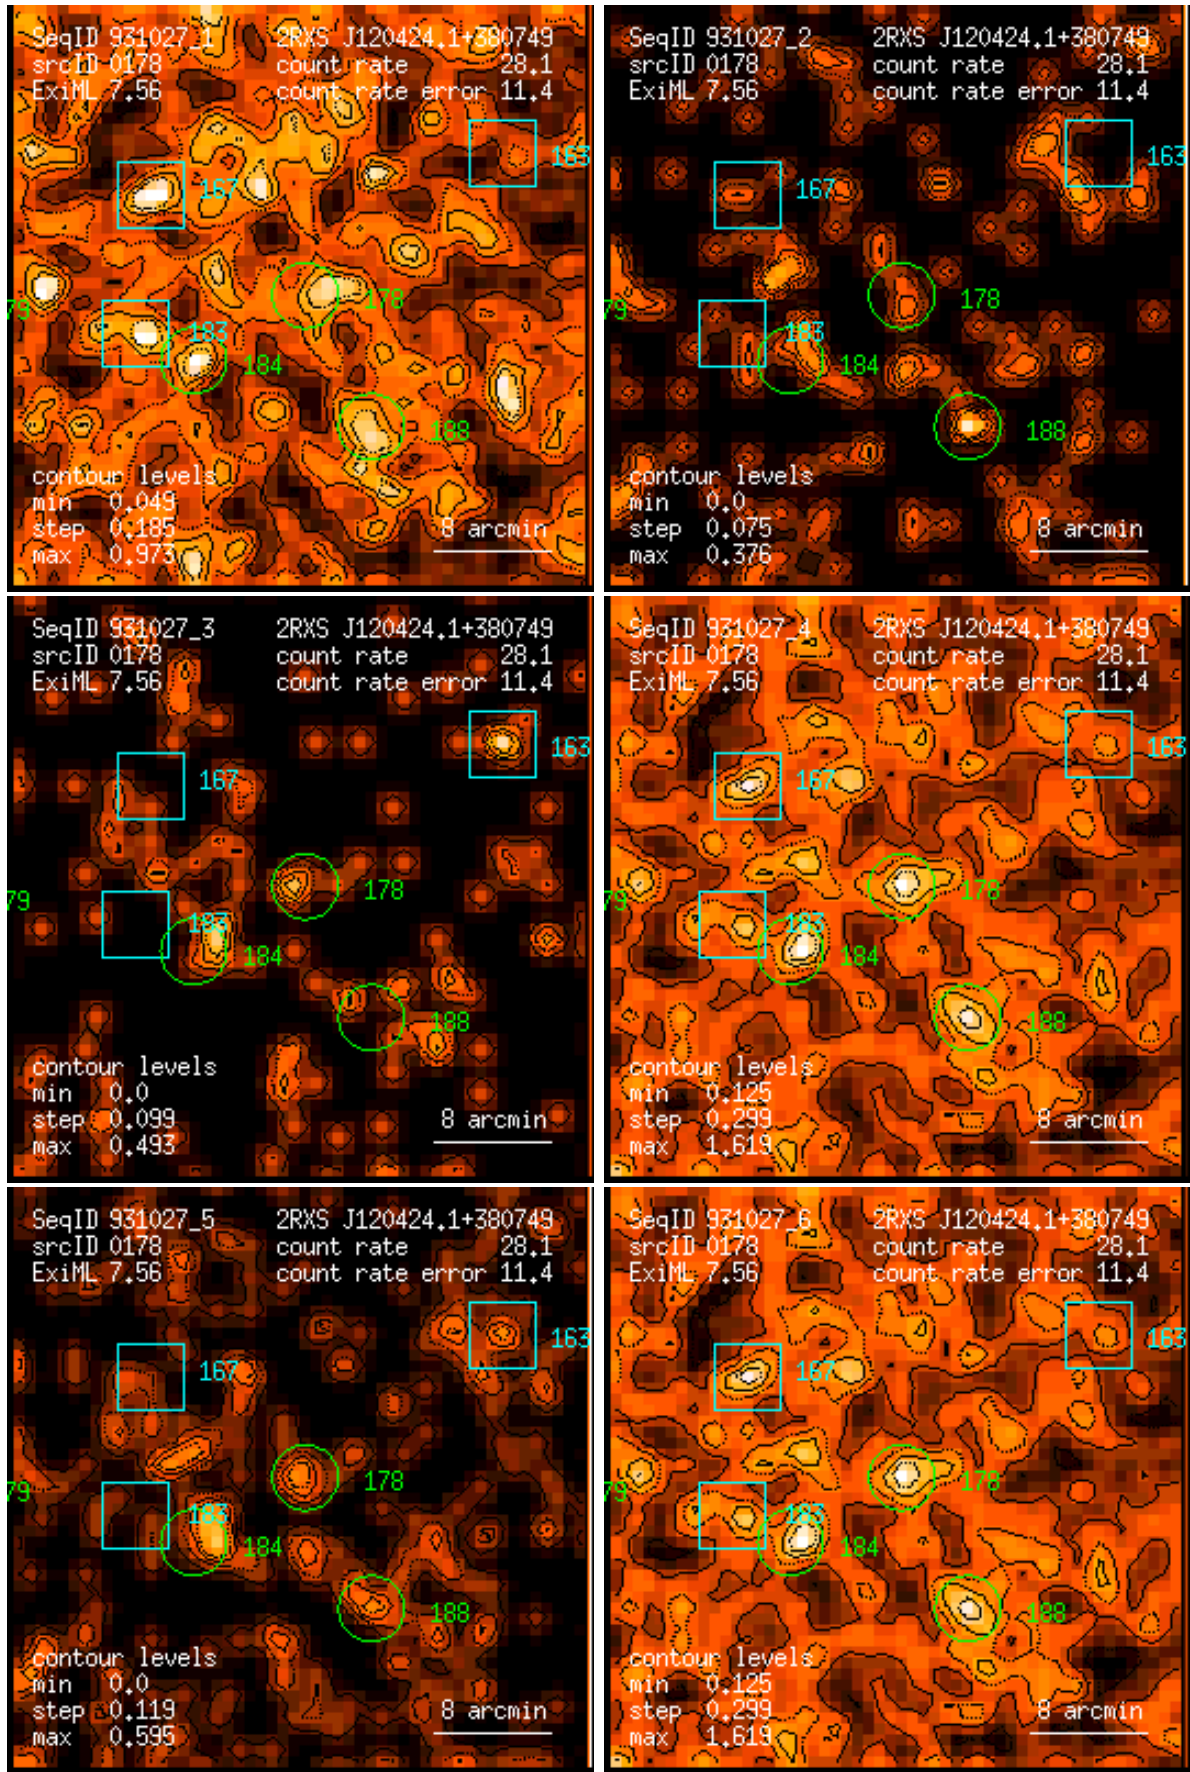 SeqID 931027_1 2RXS J120424.1+380749
srcID 0178 count rate 28.1
ExiML 7.56 count rate error 11.4
163
167
178
79
183
184
188
contour levels
min 0.049
step 0.185 8 arcmin
max 0.973
SeqID 931027_2 2RXS J120424.1+380749
srcID 0178 count rate 28.1
ExiML 7.56 count rate error 11.4
163
167
178
79
183
184
188
contour levels
min 0.0
step 0.075 8 arcmin
max 0.376
SeqID 931027_3 2RXS J120424.1+380749
srcID 0178 count rate 28.1
ExiML 7.56 count rate error 11.4
163
167
178
79
183
184
188
contour levels
min 0.0
step 0.099 8 arcmin
max 0.493
SeqID 931027_4 2RXS J120424.1+380749
srcID 0178 count rate 28.1
ExiML 7.56 count rate error 11.4
163
167
178
79
183
184
188
contour levels
min 0.125
step 0.299 8 arcmin
max 1.619
SeqID 931027_5 2RXS J120424.1+380749
srcID 0178 count rate 28.1
ExiML 7.56 count rate error 11.4
163
167
178
79
183
184
188
contour levels
min 0.0
step 0.119 8 arcmin
max 0.595
SeqID 931027_6 2RXS J120424.1+380749
srcID 0178 count rate 28.1
ExiML 7.56 count rate error 11.4
163
167
178
79
183
184
188
contour levels
min 0.125
step 0.299 8 arcmin
max 1.619